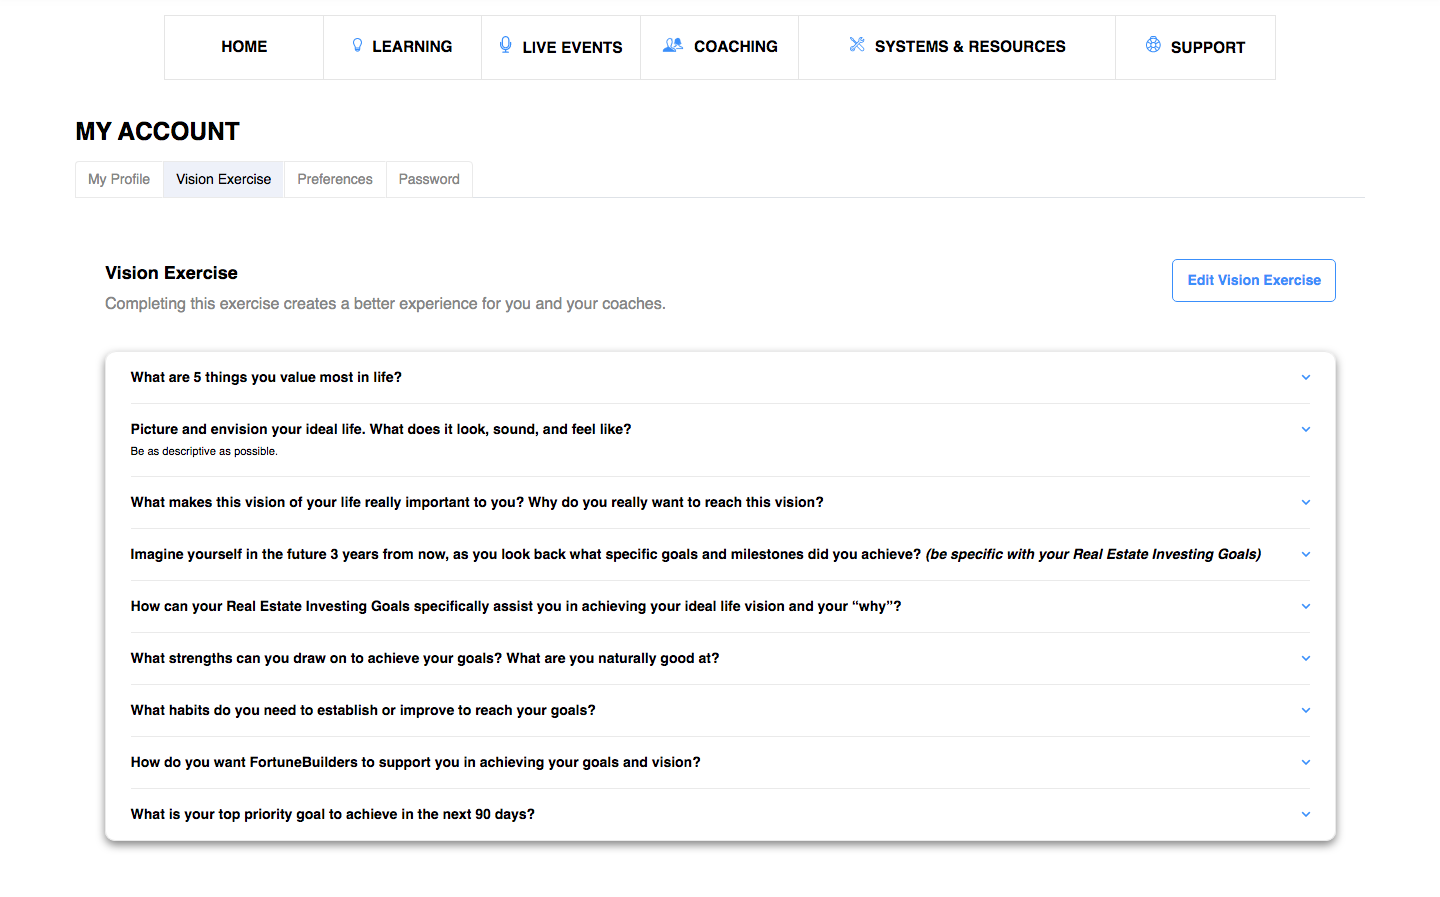 HOME
LEARNING
LIVE EVENTS
COACHING
SYSTEMS & RESOURCES
SUPPORT
MY ACCOUNT
My Profile
Vision Exercise
Preferences
Password
Vision Exercise
Edit Vision Exercise
Completing this exercise creates a better experience for you and your coaches.
What are 5 things you value most in life?
Picture and envision your ideal life. What does it look, sound, and feel like?
Be as descriptive as possible.
What makes this vision of your life really important to you? Why do you really want to reach this vision?
Imagine yourself in the future 3 years from now, as you look back what specific goals and milestones did you achieve? (be specific with your Real Estate Investing Goals)
How can your Real Estate Investing Goals specifically assist you in achieving your ideal life vision and your “why”?
What strengths can you draw on to achieve your goals? What are you naturally good at?
What habits do you need to establish or improve to reach your goals?
How do you want FortuneBuilders to support you in achieving your goals and vision?
What is your top priority goal to achieve in the next 90 days?